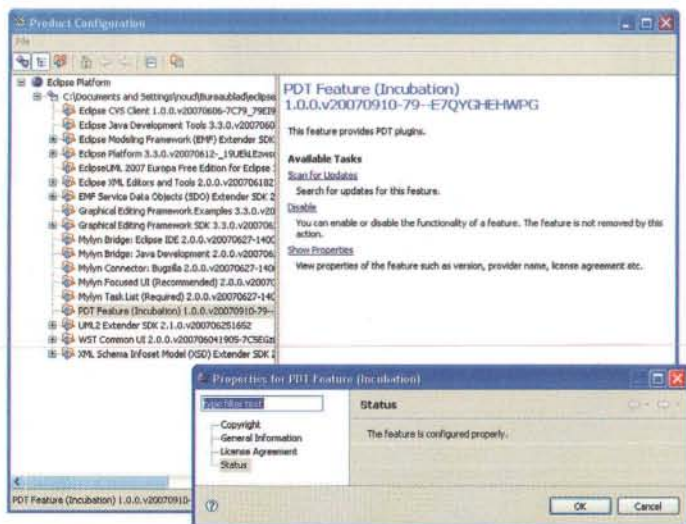 Product Configuration
File
Eclipse Platform
C:\Documents and Settings\noud\Bureaublad\eclipse
Eclipse CVS Client 1.0.0.v20070606-7C79_79EI9
Eclipse Java Development Tools 3.3.0.v200706
Eclipse Modeling Framework (EMF) Extender SDK
Eclipse Platform 3.3.0.v20070612-_19UEkLEzwsd
EclipseUML 2007 Europa Free Edition for Eclipse
Eclipse XML Editors and Tools 2.0.0.v200706182
EMF Service Data Objects (SDO) Extender SDK 2
Graphical Editing Framework Examples 3.3.0.v20
Graphical Editing Framework SDK 3.3.0.v200706
Mylyn Bridge: Eclipse IDE 2.0.0.v20070627-1400
Mylyn Bridge: Java Development 2.0.0.v200706
Mylyn Connector: Bugzilla 2.0.0.v20070627-140
Mylyn Focused UI (Recommended) 2.0.0.v20070
Mylyn Task List (Required) 2.0.0.v20070627-140
PDT Feature (Incubation) 1.0.0.v20070910-79--
UML2 Extender SDK 2.1.0.v200706251652
WST Common UI 2.0.0.v200706041905-7C5EGzn
XML Schema Infoset Model (XSD) Extender SDK 2
PDT Feature (Incubation)
1.0.0.v20070910-79--E7QYGHEHWPG
This feature provides PDT plugins.
Available Tasks
Scan for Updates
Search for updates for this feature.
Disable
You can enable or disable the functionality of a feature. The feature is not removed by this
action.
Show Properties
View properties of the feature such as version, provider name, license agreement etc.
PDT Feature (Incubation) 1.0.0.v20070910-
Properties for PDT Feature (Incubation)
type filter text
Copyright
General Information
License Agreement
Status
Status
The feature is configured properly.
OK
Cancel